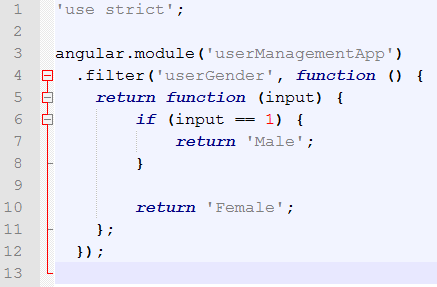 1 'use strict';
2
3 angular.module('userManagementApp')
4   .filter('userGender', function () {
5     return function (input) {
6         if (input == 1) {
7             return 'Male';
8         }
9
10         return 'Female';
11     };
12   });
13